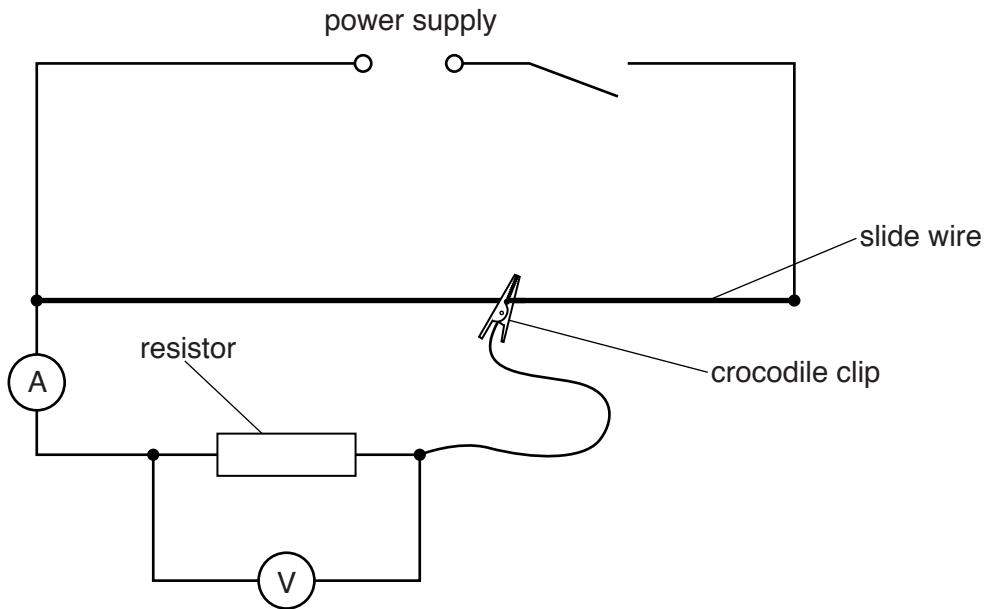 power supply
slide wire
resistor
crocodile clip
A
V